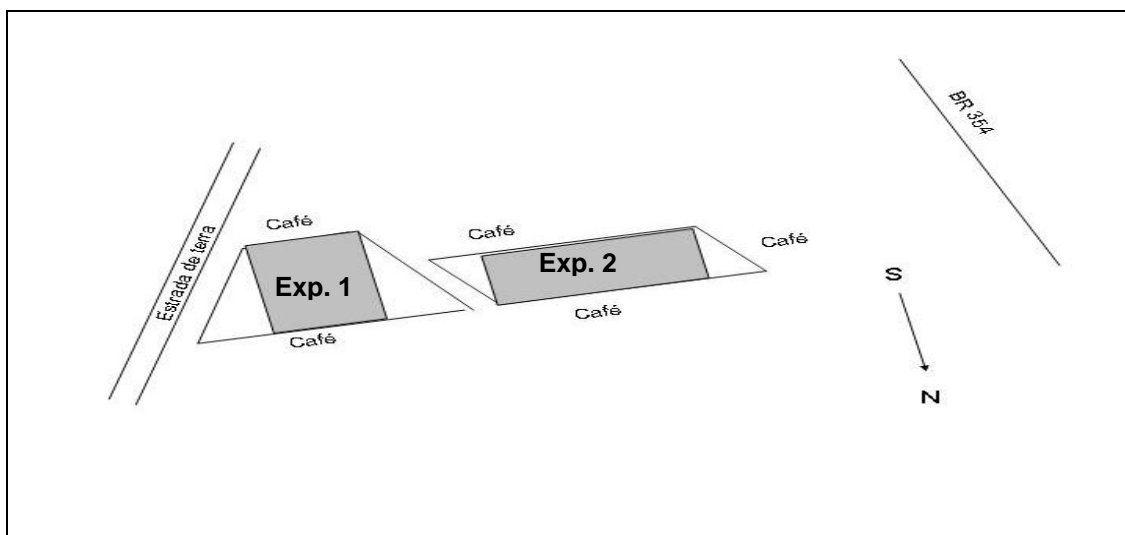 BR 354
Estrada de terra
Café
Café
Café
Exp. 1
Exp. 2
Café
Café
S
N